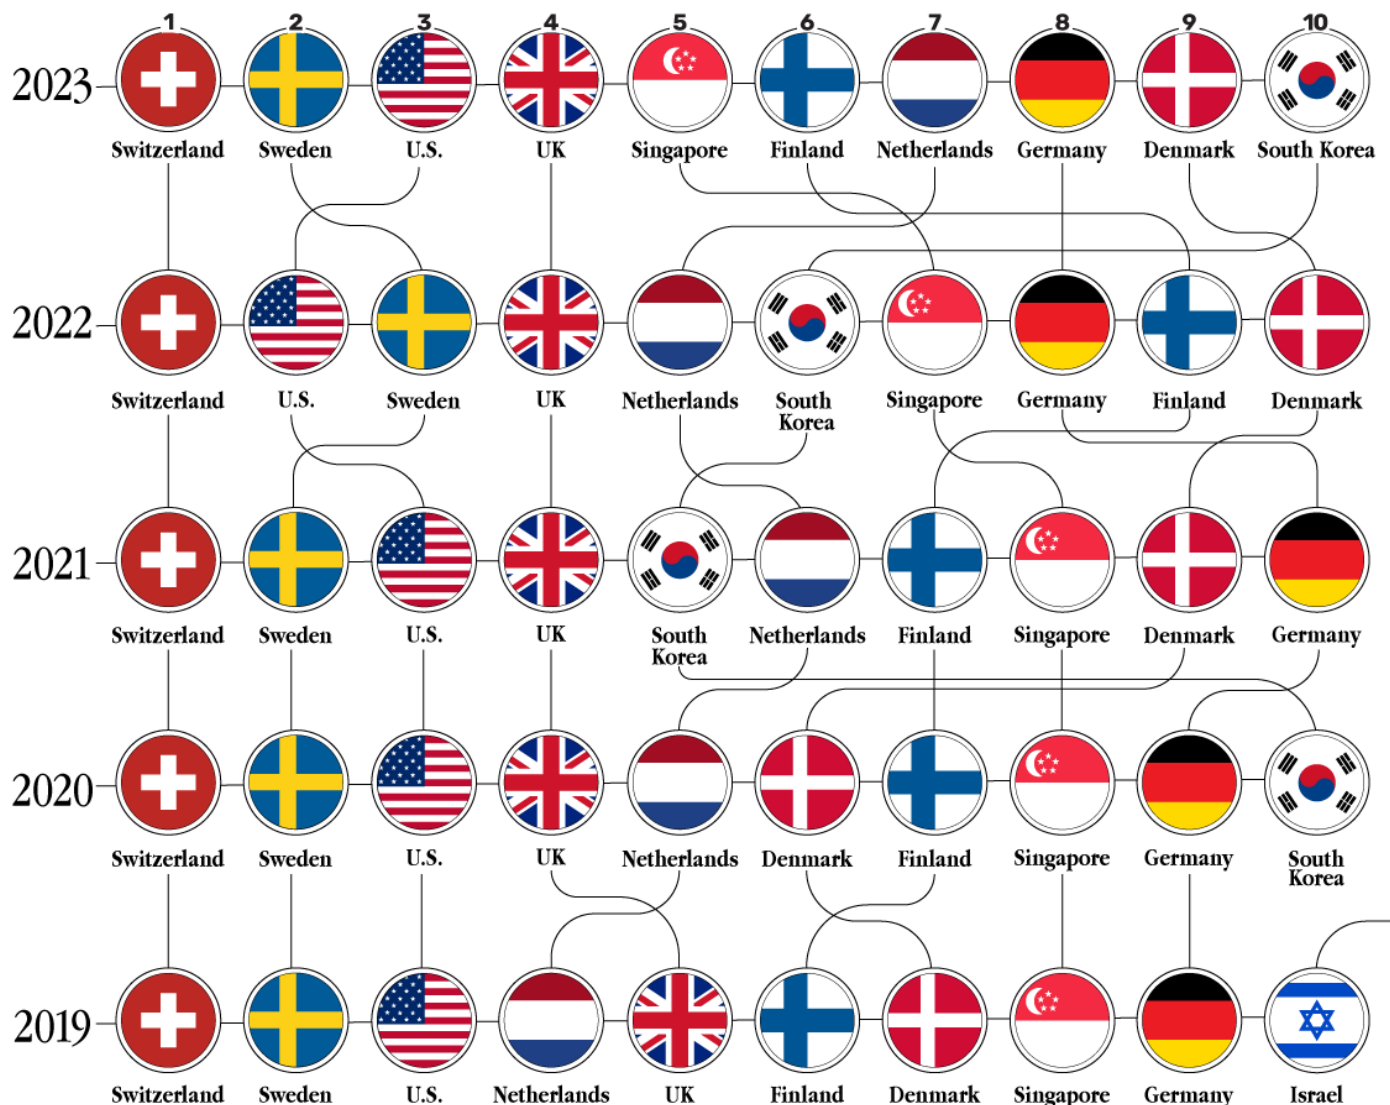 1 2 3 4 5 6 7 8 9 10
2023
Switzerland Sweden U.S. UK Singapore Finland Netherlands Germany Denmark South Korea
2022
Switzerland U.S. Sweden UK Netherlands South Singapore Germany Finland Denmark
Korea
2021
Switzerland Sweden U.S. UK South Netherlands Finland Singapore Denmark Germany
Korea
2020
Switzerland Sweden U.S. UK Netherlands Denmark Finland Singapore Germany South
Korea
2019
Switzerland Sweden U.S. Netherlands UK Finland Denmark Singapore Germany Israel